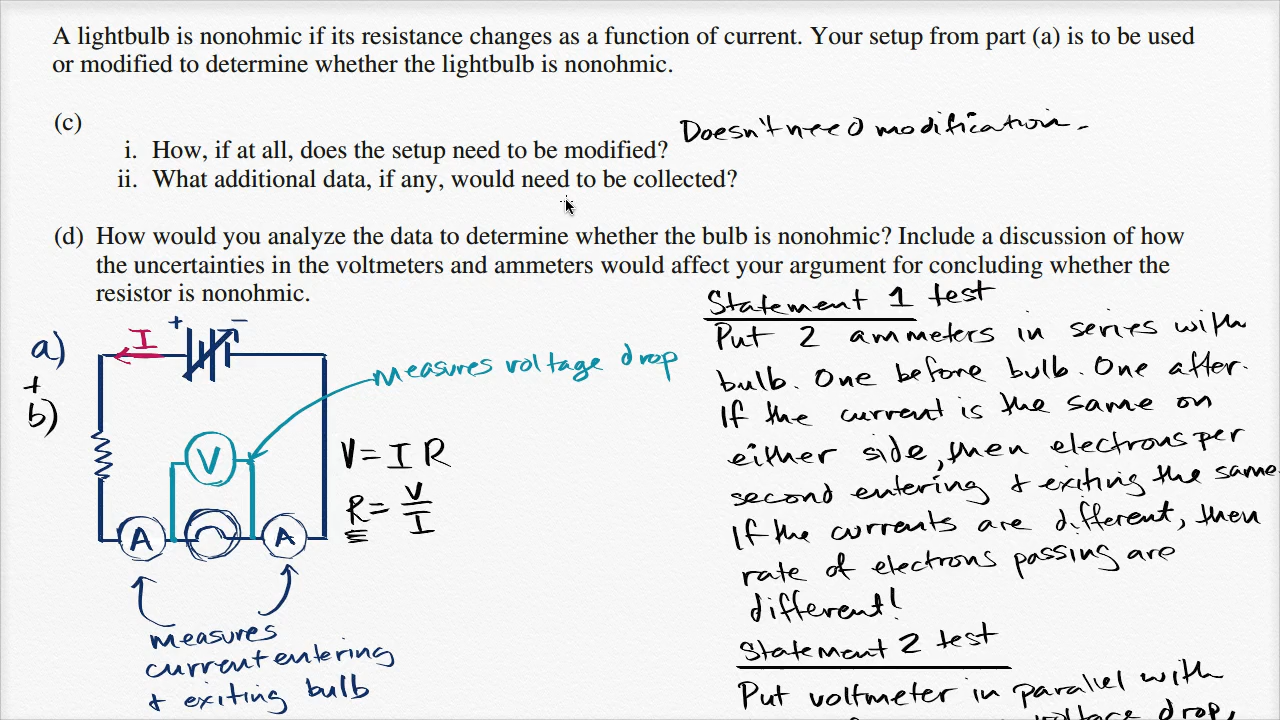 A lightbulb is nonohmic if its resistance changes as a function of current. Your setup from part (a) is to be used
or modified to determine whether the lightbulb is nonohmic.
(c)
Doesn't need modification.
i. How, if at all, does the setup need to be modified?
ii. What additional data, if any, would need to be collected?
(d) How would you analyze the data to determine whether the bulb is nonohmic? Include a discussion of how
the uncertainties in the voltmeters and ammeters would affect your argument for concluding whether the
resistor is nonohmic.
a)
+
b)
I
+ -
measures voltage drop
V
A
A
V = I R
R = V/I
measures
current entering
+ exiting bulb
Statement 1 test
Put 2 ammeters in series with
bulb. One before bulb. One after.
If the current is the same on
either side, then electrons per
second entering + exiting the same.
If the currents are different, then
rate of electrons passing are
different!
Statement 2 test
Put voltmeter in parallel with
voltage drop,